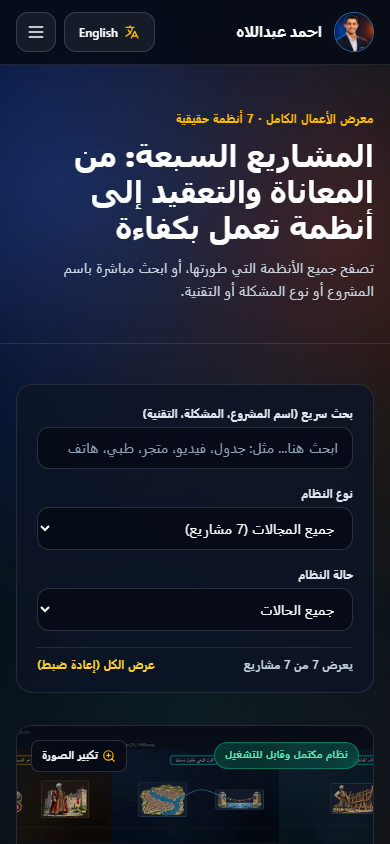 احمد عبداللاه
English
معرض الأعمال الكامل · 7 أنظمة حقيقية
المشاريع السبعة: من
المعاناة والتعقيد إلى
أنظمة تعمل بكفاءة
تصفح جميع الأنظمة التي طورتها، أو ابحث مباشرة باسم
المشروع أو نوع المشكلة أو التقنية.
بحث سريع (اسم المشروع، المشكلة، التقنية)
ابحث هنا... مثل: جدول، فيديو، متجر، طبي، هاتف
نوع النظام
جميع المجالات (7 مشاريع)
حالة النظام
جميع الحالات
يعرض 7 من 7 مشاريع
عرض الكل (إعادة ضبط)
نظام مكتمل وقابل للتشغيل
تكبير الصورة